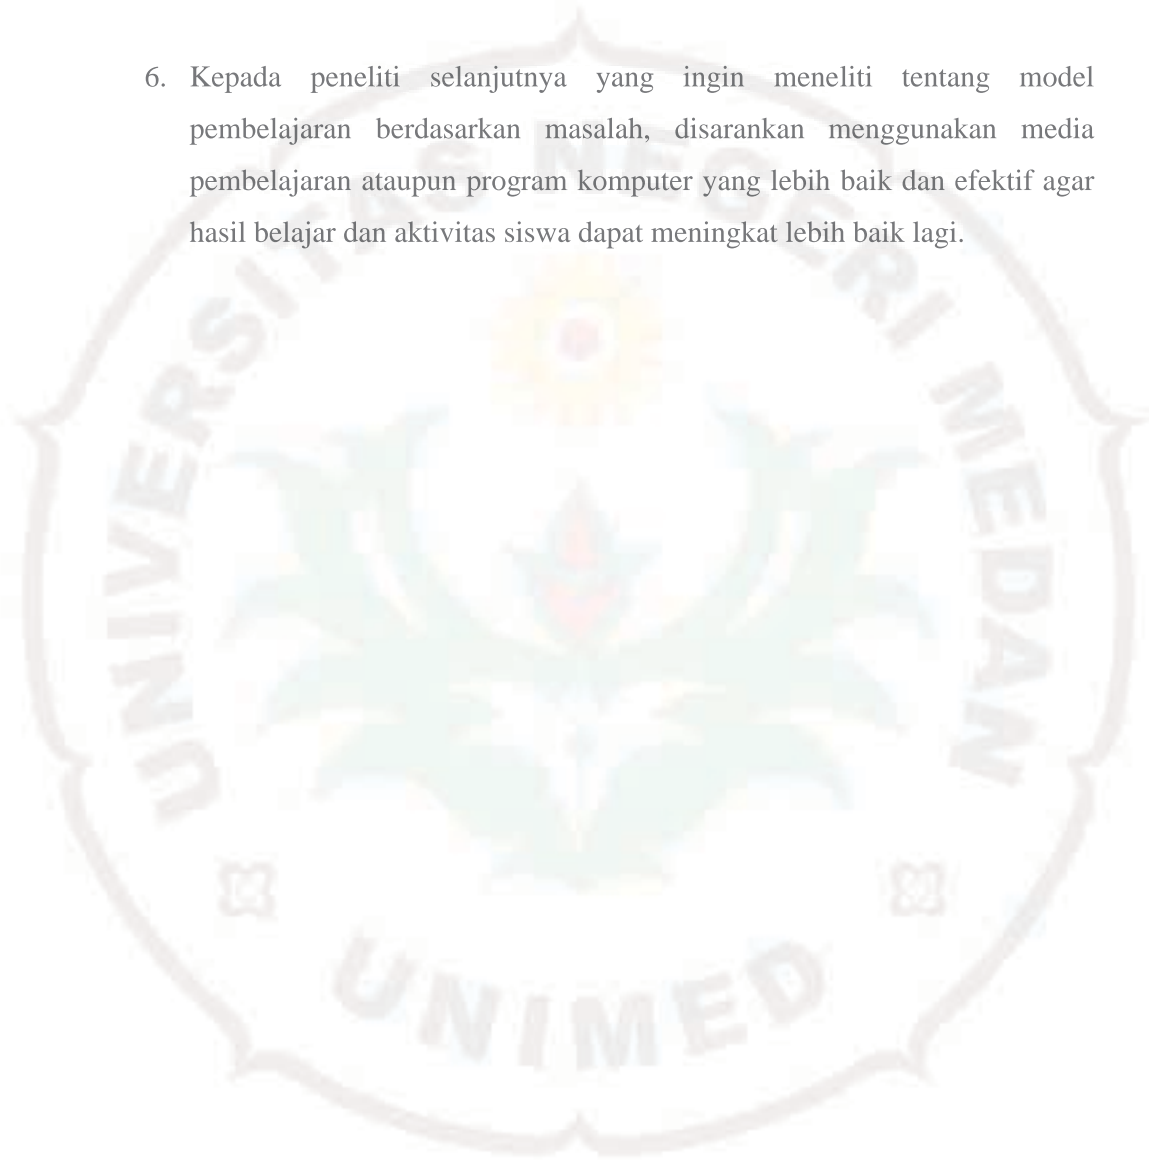 6. Kepada peneliti selanjutnya yang ingin meneliti tentang model
pembelajaran berdasarkan masalah, disarankan menggunakan media
pembelajaran ataupun program komputer yang lebih baik dan efektif agar
hasil belajar dan aktivitas siswa dapat meningkat lebih baik lagi.
UNIVERSITAS NEGERI MEDAN
UNIMED